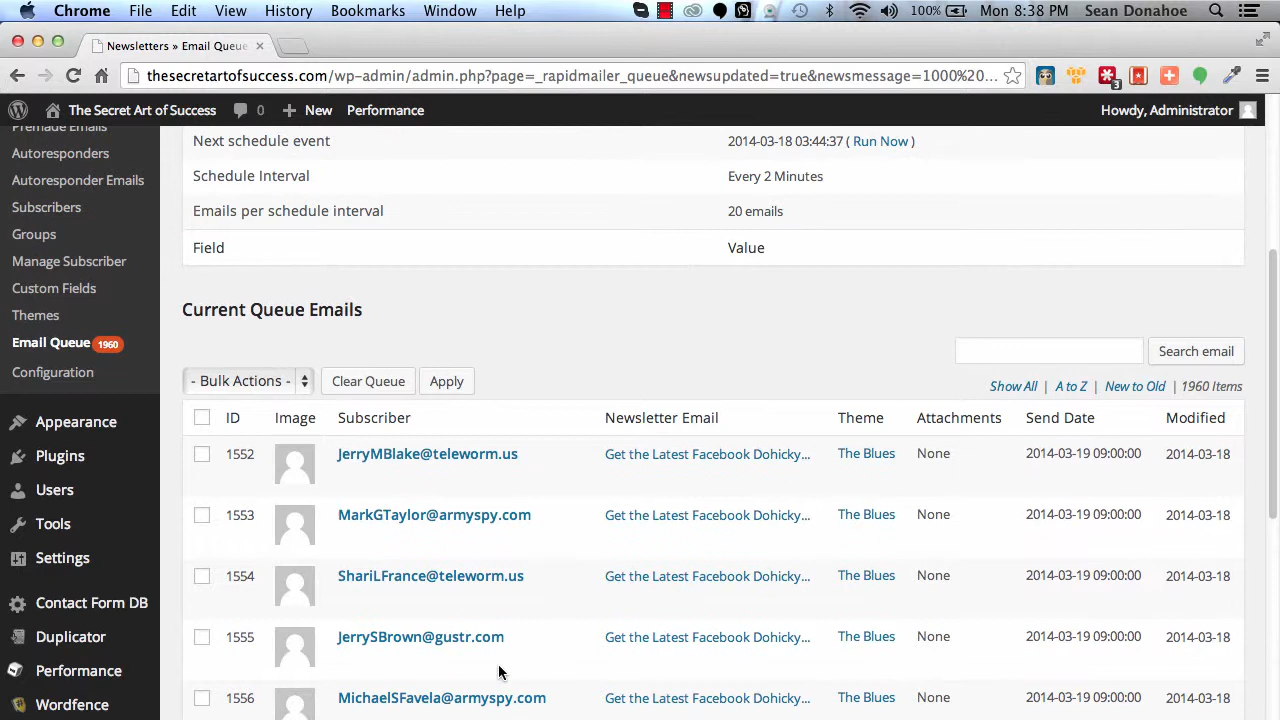 Chrome File Edit View History Bookmarks Window Help 100% Mon 8:38 PM Sean Donahoe
Newsletters » Email Queue ×
thesecretartofsuccess.com/wp-admin/admin.php?page=_rapidmailer_queue&newsupdated=true&newsmessage=1000%20... 3
The Secret Art of Success 0 New Performance Howdy, Administrator
Premade Emails
Autoresponders
Autoresponder Emails
Subscribers
Groups
Manage Subscriber
Custom Fields
Themes
Email Queue 1960
Configuration
Appearance
Plugins
Users
Tools
Settings
Contact Form DB
Duplicator
Performance
Wordfence
Next schedule event 2014-03-18 03:44:37 ( Run Now )
Schedule Interval Every 2 Minutes
Emails per schedule interval 20 emails
Field Value
Current Queue Emails
Search email
- Bulk Actions - Clear Queue Apply
Show All | A to Z | New to Old | 1960 Items
ID Image Subscriber Newsletter Email Theme Attachments Send Date Modified
1552 JerryMBlake@teleworm.us Get the Latest Facebook Dohicky... The Blues None 2014-03-19 09:00:00 2014-03-18
1553 MarkGTaylor@armyspy.com Get the Latest Facebook Dohicky... The Blues None 2014-03-19 09:00:00 2014-03-18
1554 ShariLFrance@teleworm.us Get the Latest Facebook Dohicky... The Blues None 2014-03-19 09:00:00 2014-03-18
1555 JerrySBrown@gustr.com Get the Latest Facebook Dohicky... The Blues None 2014-03-19 09:00:00 2014-03-18
1556 MichaelSFavela@armyspy.com Get the Latest Facebook Dohicky... The Blues None 2014-03-19 09:00:00 2014-03-18